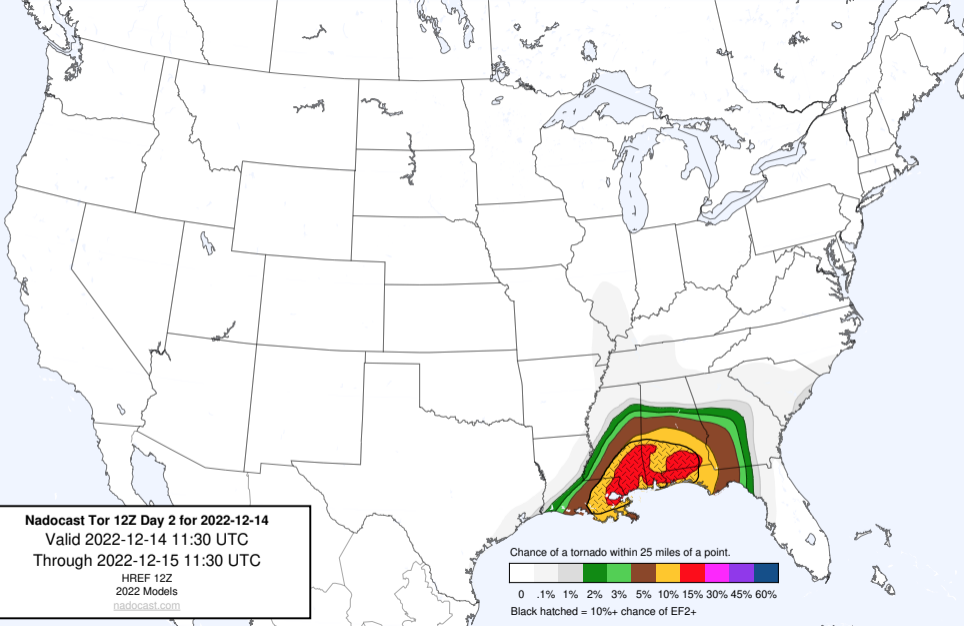 Nadocast Tor 12Z Day 2 for 2022-12-14
Valid 2022-12-14 11:30 UTC
Through 2022-12-15 11:30 UTC
HREF 12Z
2022 Models
nadocast.com
Chance of a tornado within 25 miles of a point.
0 .1% 1% 2% 3% 5% 10% 15% 30% 45% 60%
Black hatched = 10%+ chance of EF2+